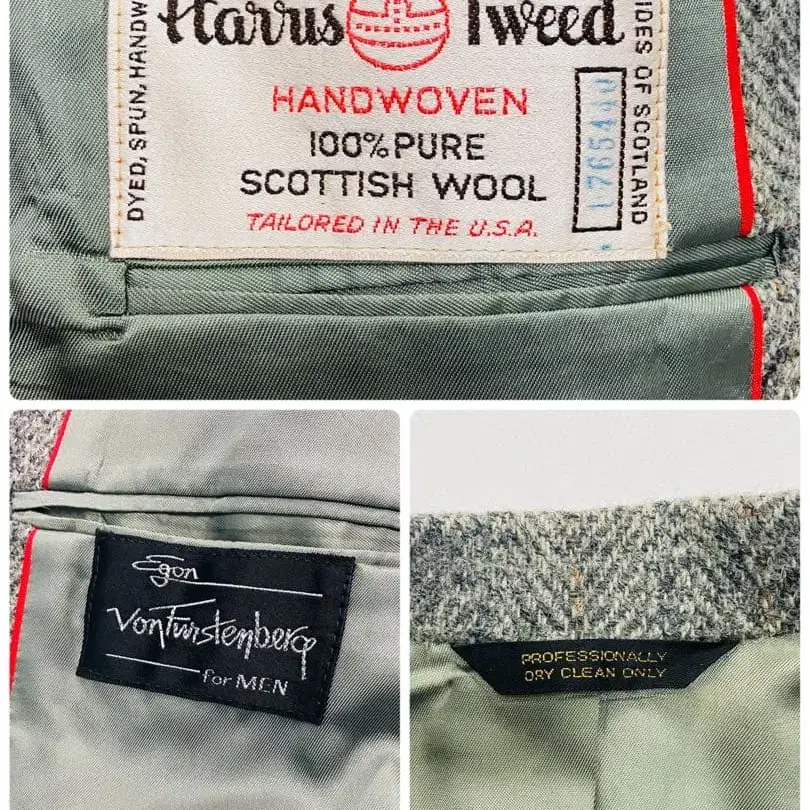 Harris Tweed
HANDWOVEN
100% PURE
SCOTTISH WOOL
TAILORED IN THE U.S.A.
DYED, SPUN, HANDW
IDES OF SCOTLAND
Egon
VonFurstenberg
for MEN
PROFESSIONALLY
DRY CLEAN ONLY